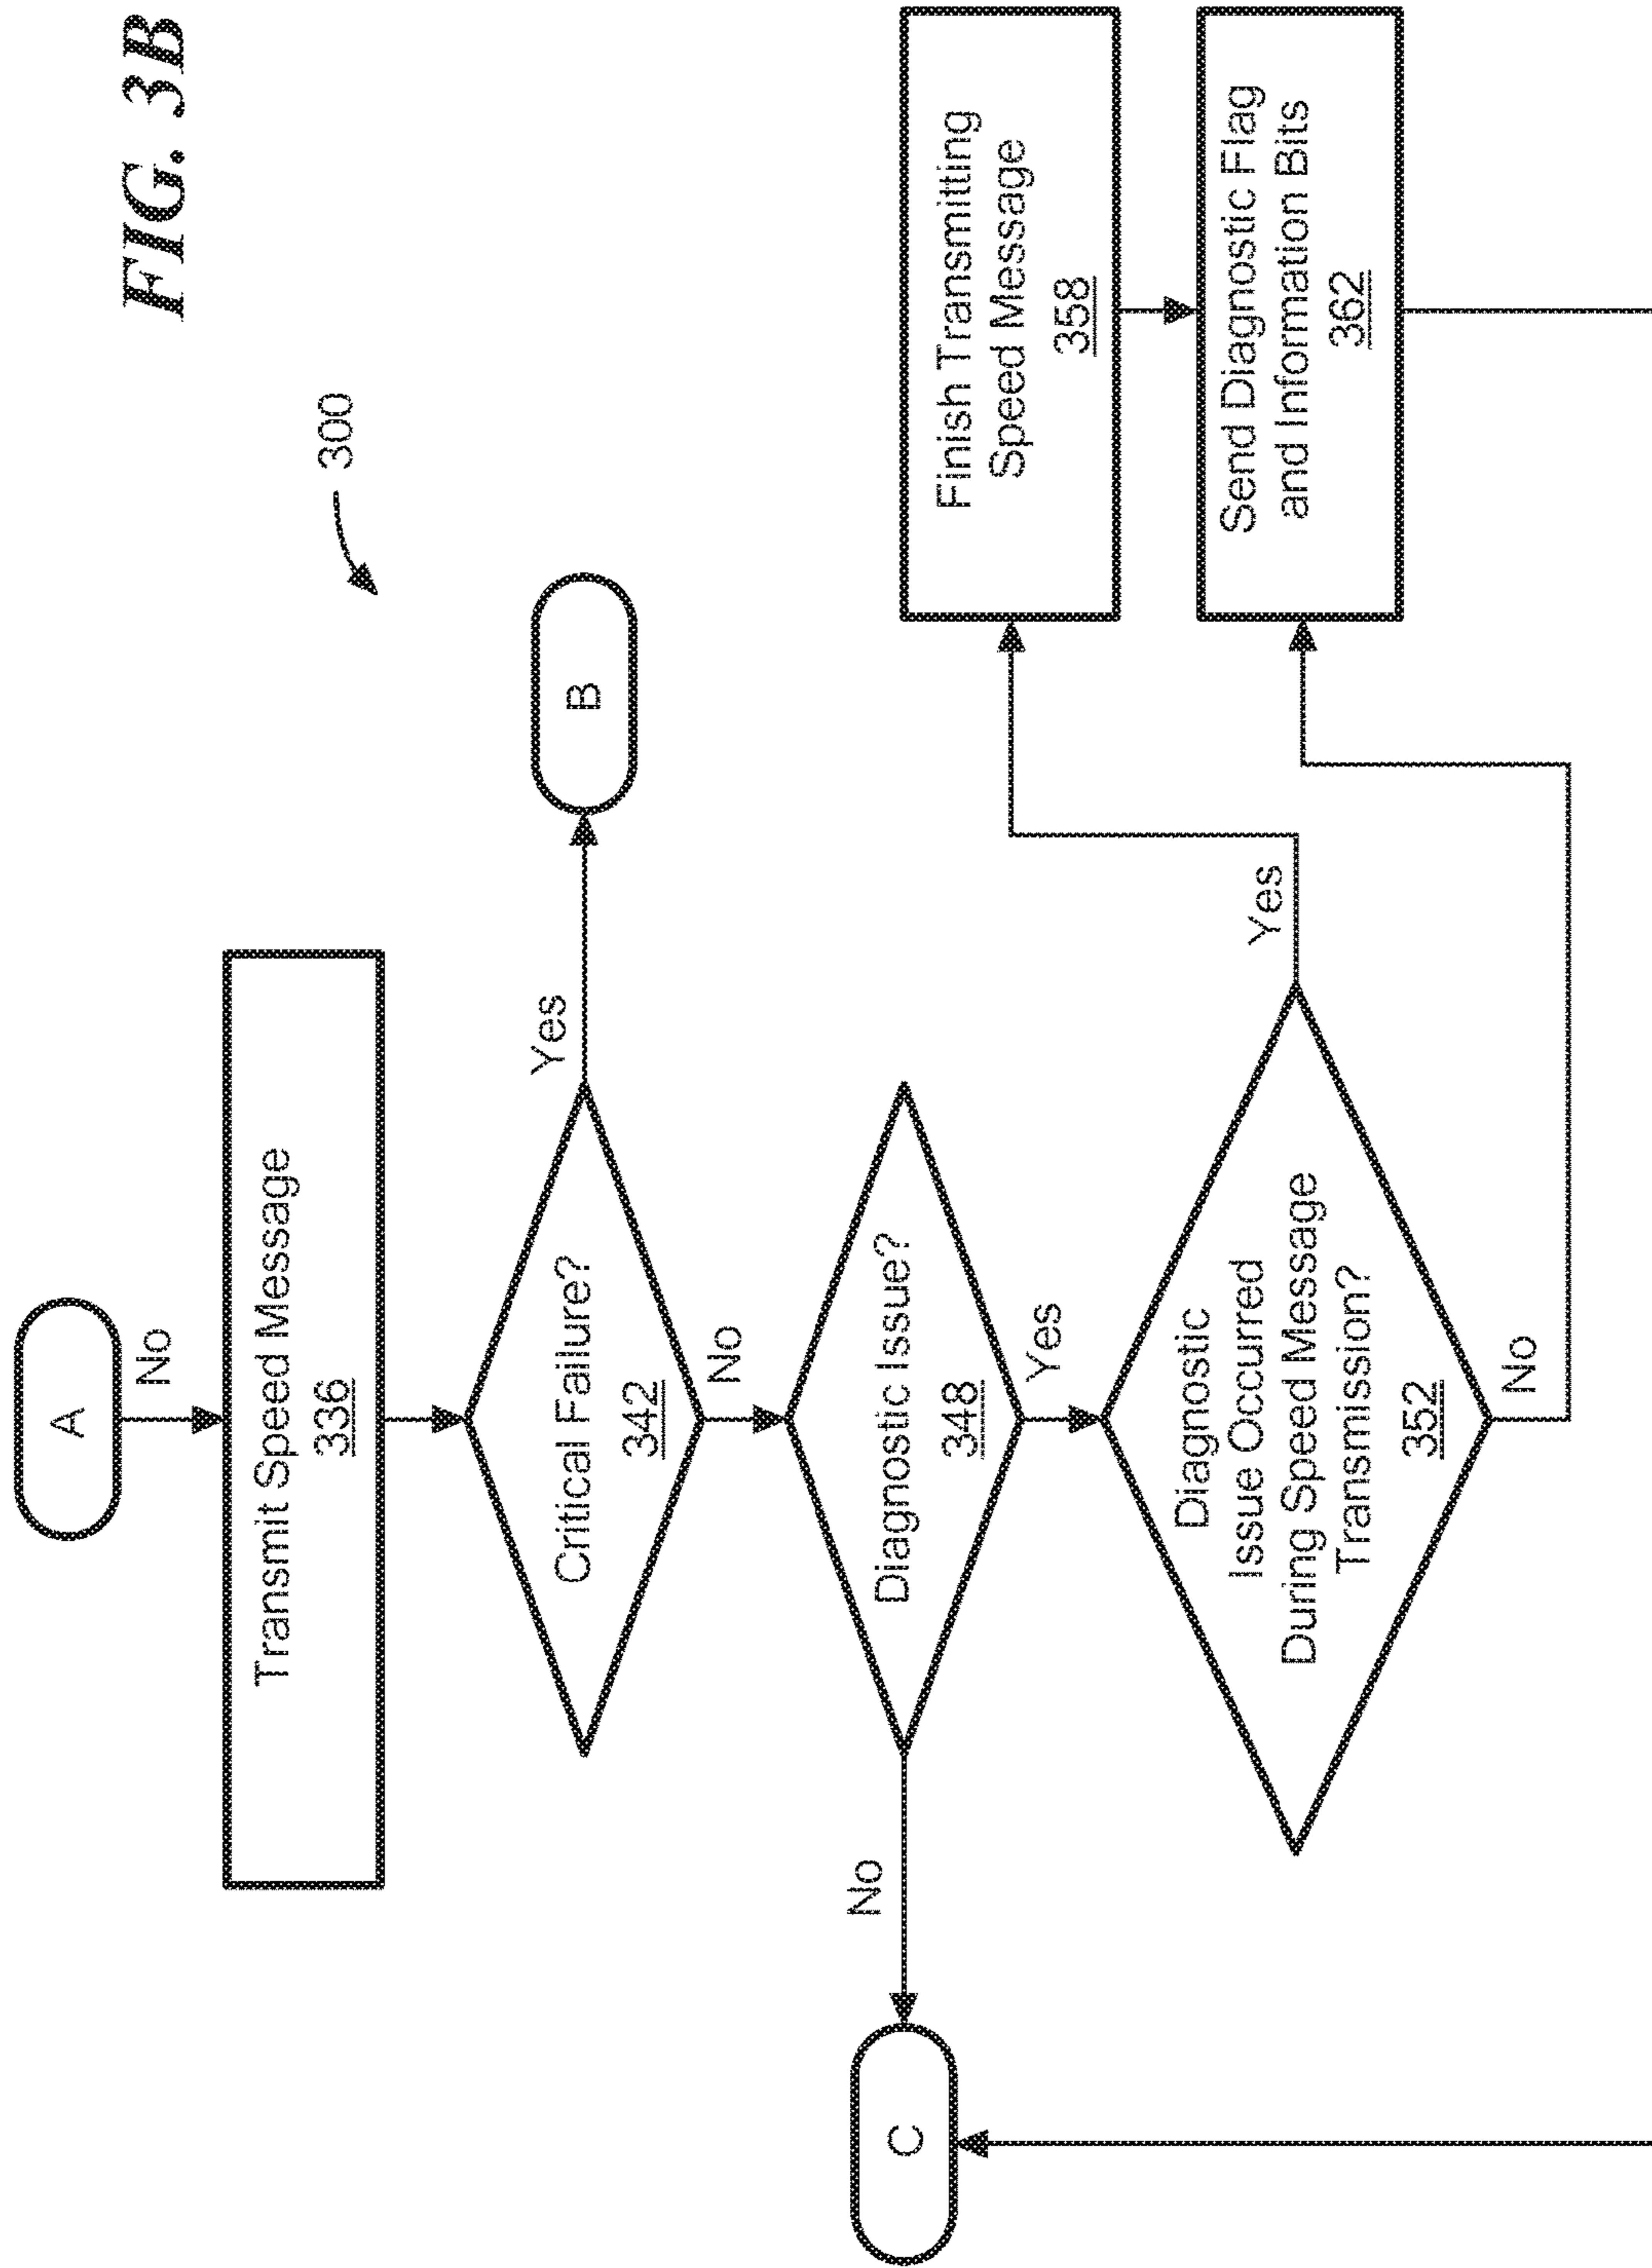 FIG. 3B
300
A
No
Transmit Speed Message
336
Critical Failure?
342
Yes
B
No
Diagnostic Issue?
348
No
C
Yes
Diagnostic
Issue Occurred
During Speed Message
Transmission?
352
Yes
No
Finish Transmitting
Speed Message
358
Send Diagnostic Flag
and Information Bits
362